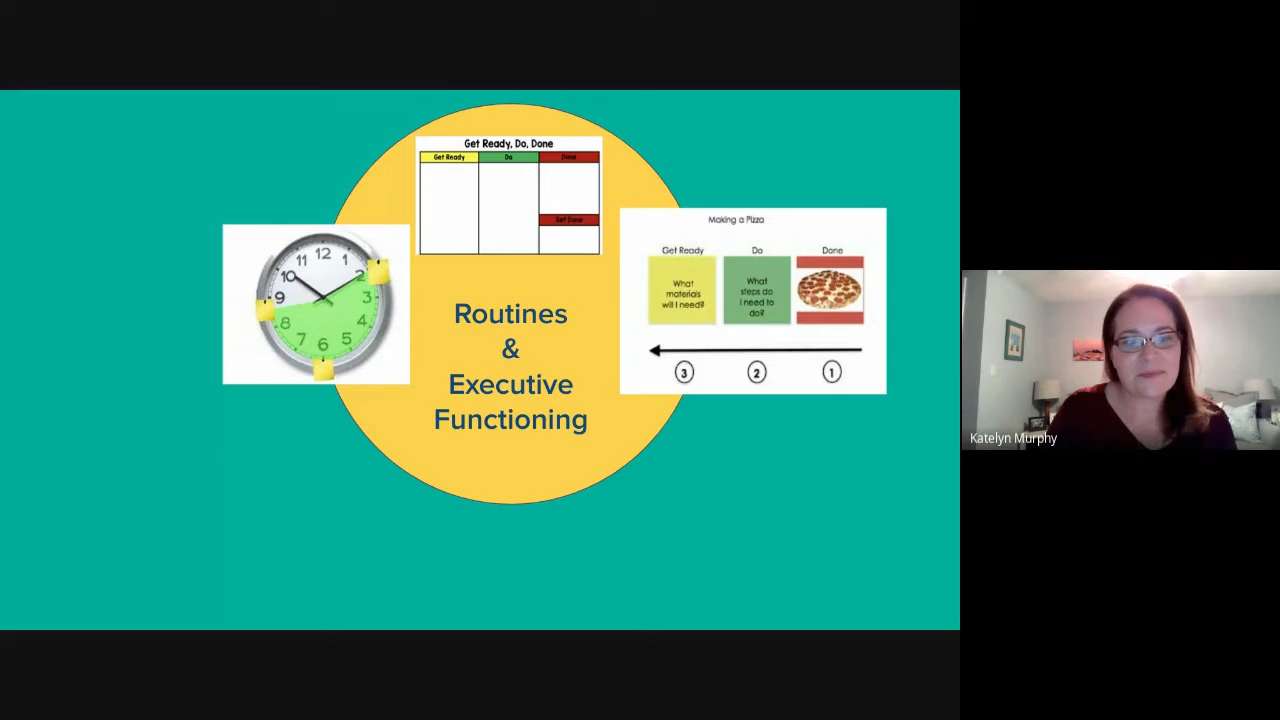 Get Ready, Do, Done
Get Ready
Do
Done
Get Done
12
1
2
3
4
5
6
7
8
9
10
11
Making a Pizza
Get Ready
Do
Done
What
materials
will I need?
What
steps do
I need to
do?
3
2
1
Routines
&
Executive
Functioning
Katelyn Murphy